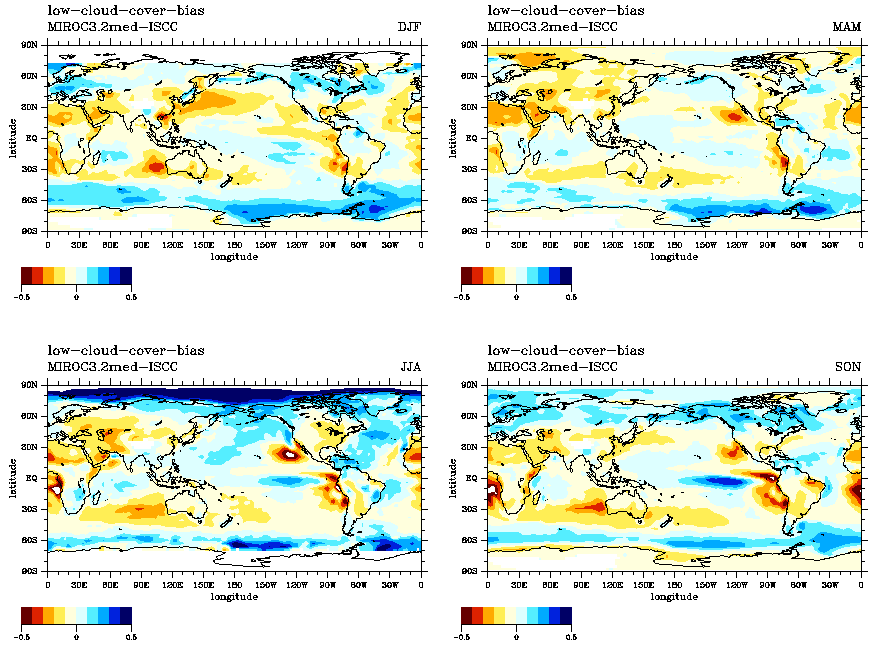 low-cloud-cover-bias
MIROC3.2med-ISCC DJF
90N
60N
30N
EQ
30S
60S
90S
latitude
0 30E 60E 90E 120E 150E 180 150W 120W 90W 60W 30W 0
longitude
-0.5 0 0.5
low-cloud-cover-bias
MIROC3.2med-ISCC MAM
90N
60N
30N
EQ
30S
60S
90S
latitude
0 30E 60E 90E 120E 150E 180 150W 120W 90W 60W 30W 0
longitude
-0.5 0 0.5
low-cloud-cover-bias
MIROC3.2med-ISCC JJA
90N
60N
30N
EQ
30S
60S
90S
latitude
0 30E 60E 90E 120E 150E 180 150W 120W 90W 60W 30W 0
longitude
-0.5 0 0.5
low-cloud-cover-bias
MIROC3.2med-ISCC SON
90N
60N
30N
EQ
30S
60S
90S
latitude
0 30E 60E 90E 120E 150E 180 150W 120W 90W 60W 30W 0
longitude
-0.5 0 0.5